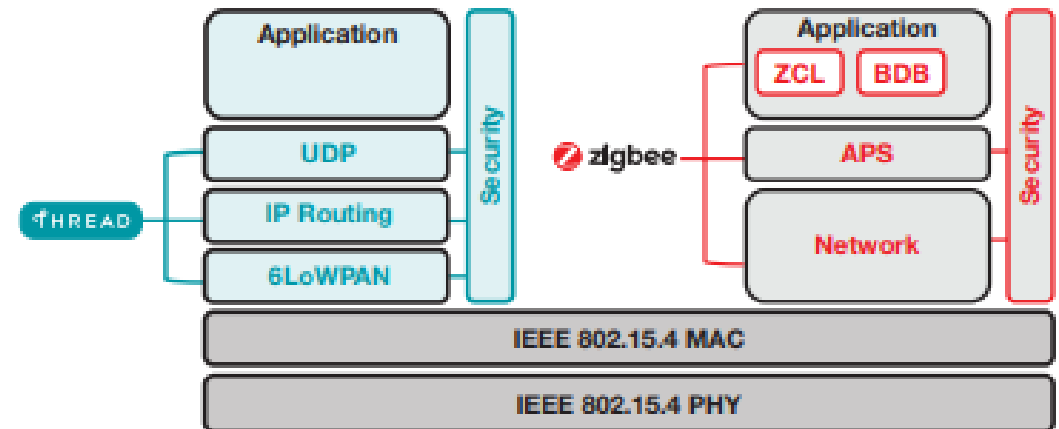 Application
UDP
IP Routing
6LoWPAN
Security
THREAD
zigbee
Application
ZCL BDB
APS
Network
Security
IEEE 802.15.4 MAC
IEEE 802.15.4 PHY